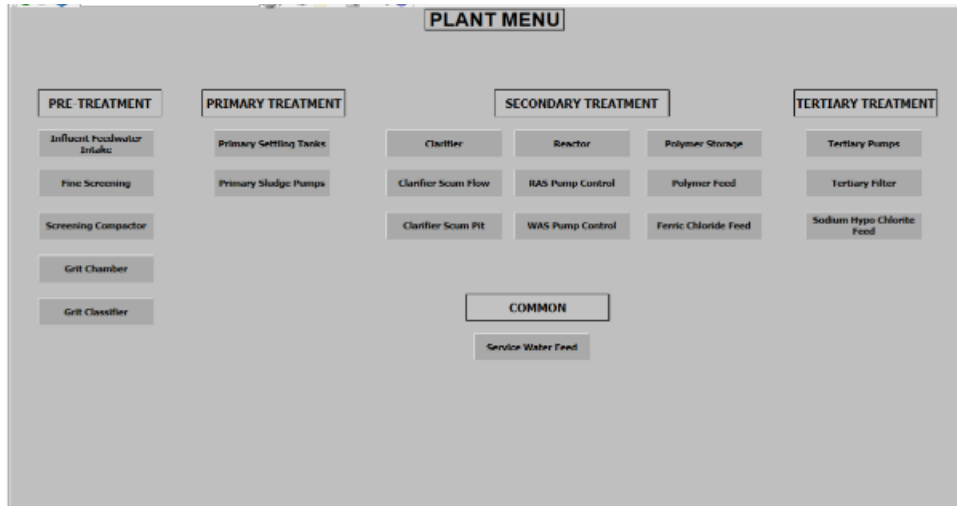 PLANT MENU
PRE-TREATMENT
Influent Feedwater
Intake
Fine Screening
Screening Compactor
Grit Chamber
Grit Classifier
PRIMARY TREATMENT
Primary Settling Tanks
Primary Sludge Pumps
SECONDARY TREATMENT
Clarifier
Reactor
Polymer Storage
Clarifier Scum Flow
RAS Pump Control
Polymer Feed
Clarifier Scum Pit
WAS Pump Control
Ferric Chloride Feed
TERTIARY TREATMENT
Tertiary Pumps
Tertiary Filter
Sodium Hypo Chlorite
Feed
COMMON
Service Water Feed